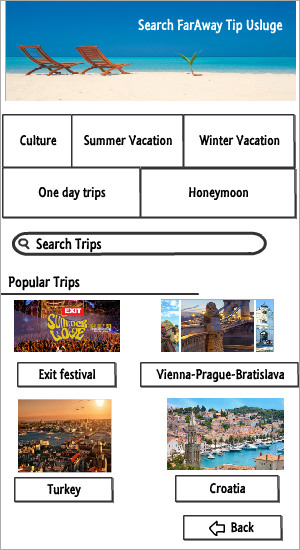 Search FarAway Tip Usluge
Culture
Summer Vacation
Winter Vacation
One day trips
Honeymoon
Search Trips
Popular Trips
EXIT
SUMMER
OF LOVE
Exit festival
Vienna-Prague-Bratislava
Turkey
Croatia
Back